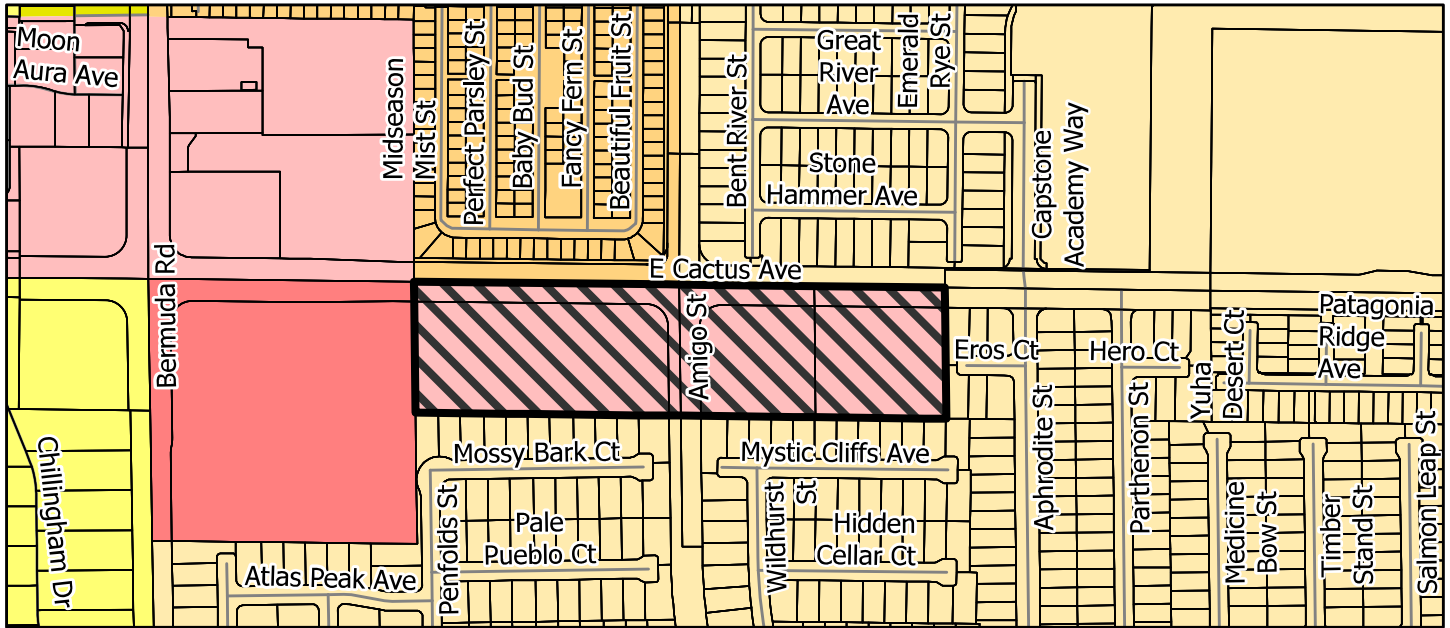 Moon
Aura Ave
Midseason
Mist St
Perfect Parsley St
Baby Bud St
Fancy Fern St
Beautiful Fruit St
Bent River St
Great
River
Ave
Emerald
Rye St
Stone
Hammer Ave
Capstone
Academy Way
Bermuda Rd
E Cactus Ave
Amigo St
Eros Ct
Hero Ct
Yuha
Desert Ct
Patagonia
Ridge
Ave
Chillingham Dr
Mossy Bark Ct
Mystic Cliffs Ave
Aphrodite St
Parthenon St
Penfolds St
Pale
Pueblo Ct
Wildhurst
St
Hidden
Cellar Ct
Medicine
Bow St
Timber
Stand St
Salmon Leap St
Atlas Peak Ave